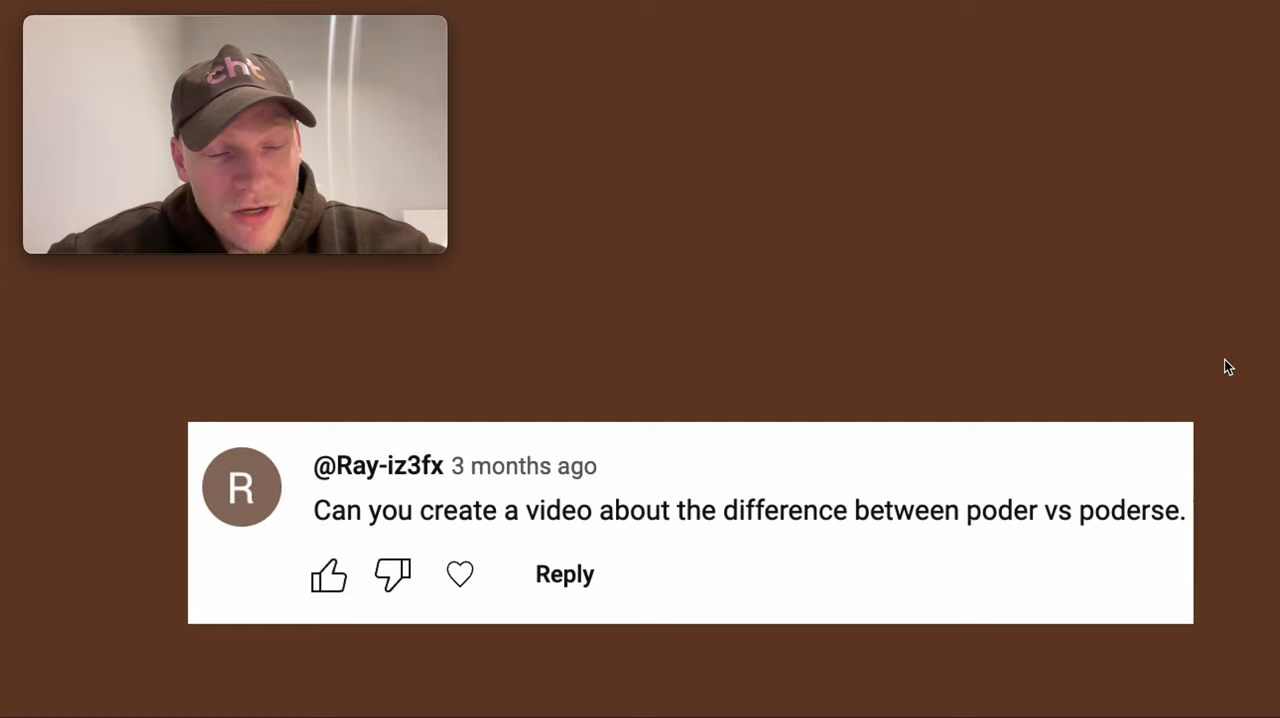 cht
@Ray-iz3fx 3 months ago
Can you create a video about the difference between poder vs poderse.
Reply
R